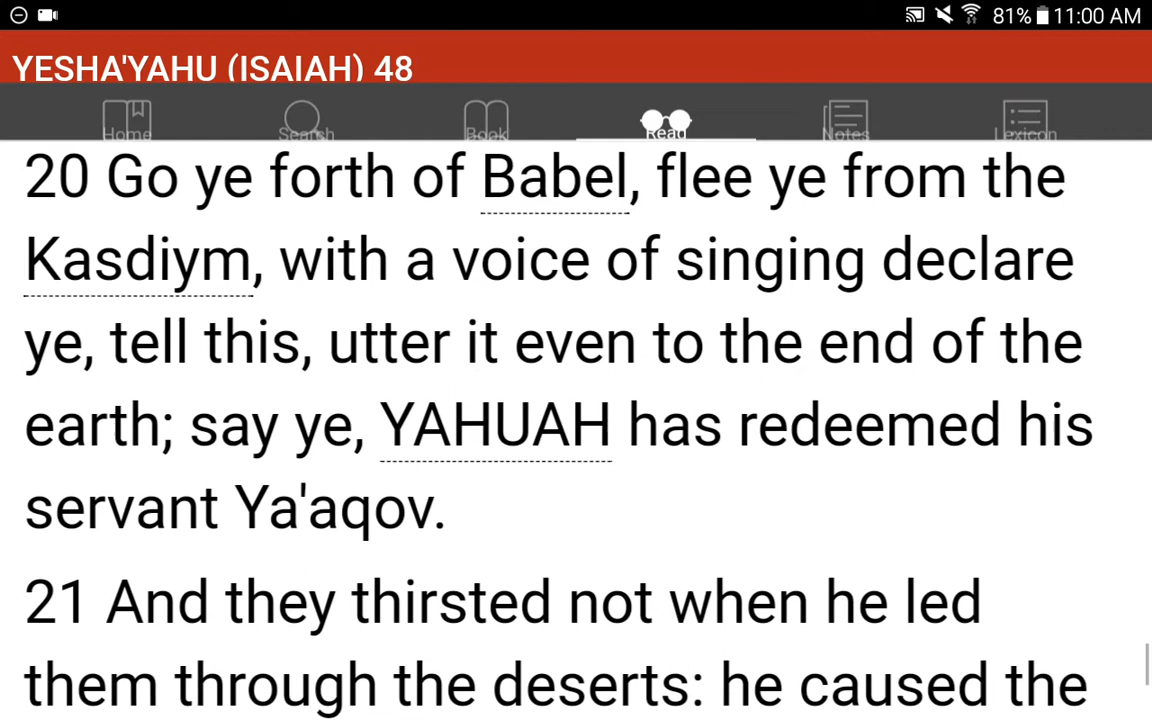 81% 11:00 AM
YESHA'YAHU (ISAIAH) 48
Home Search Book Read Notes Lexicon
20 Go ye forth of Babel, flee ye from the
Kasdiym, with a voice of singing declare
ye, tell this, utter it even to the end of the
earth; say ye, YAHUAH has redeemed his
servant Ya'aqov.
21 And they thirsted not when he led
them through the deserts: he caused the